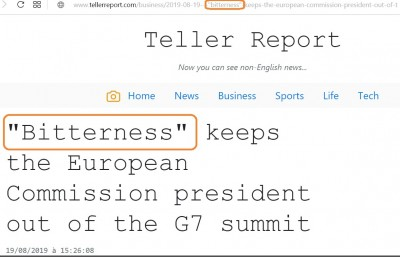 www.tellerreport.com/business/2019-08-19--bitterness--keeps-the-european-commission-president-out-of-t
Teller Report
Now you can see non-English news...
Home News Business Sports Life Tech
"Bitterness" keeps
the European
Commission president
out of the G7 summit
19/08/2019 à 15:26:08